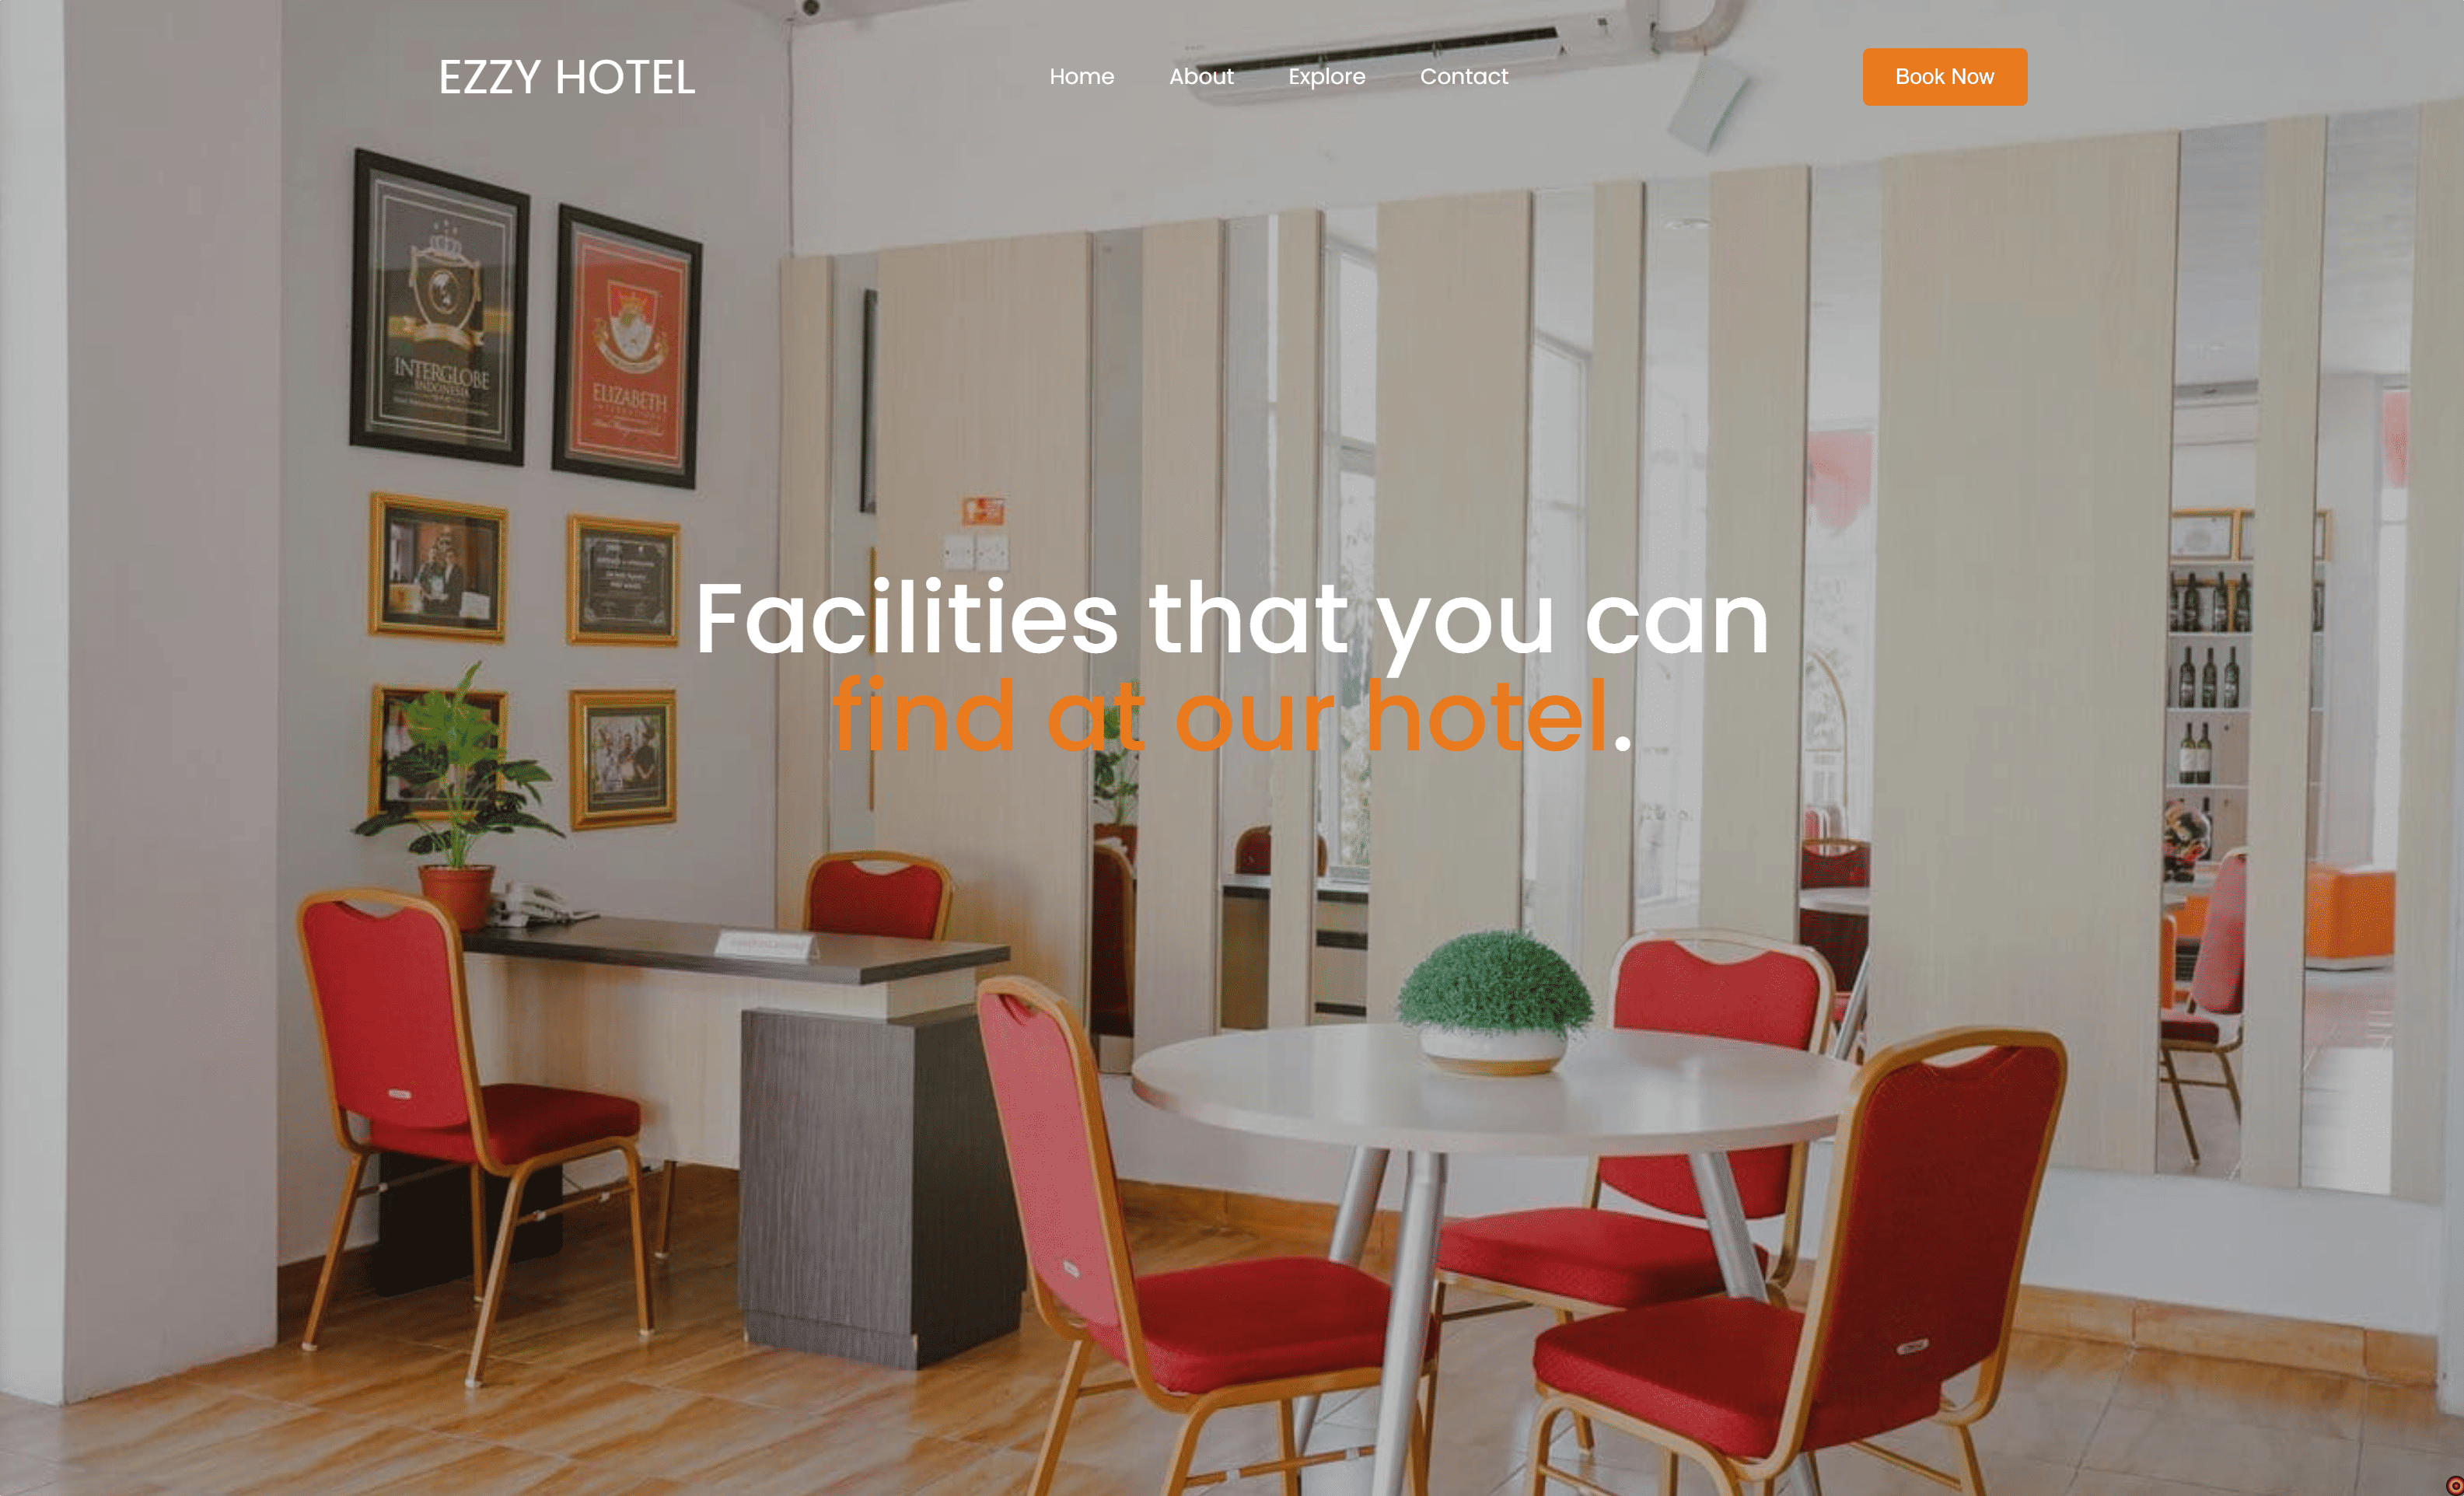 EZZY HOTEL
Home
About
Explore
Contact
Book Now
INTERGLOBE
INDONESIA
ELIZABETH
INTERNATIONAL
Facilities that you can
find at our hotel.